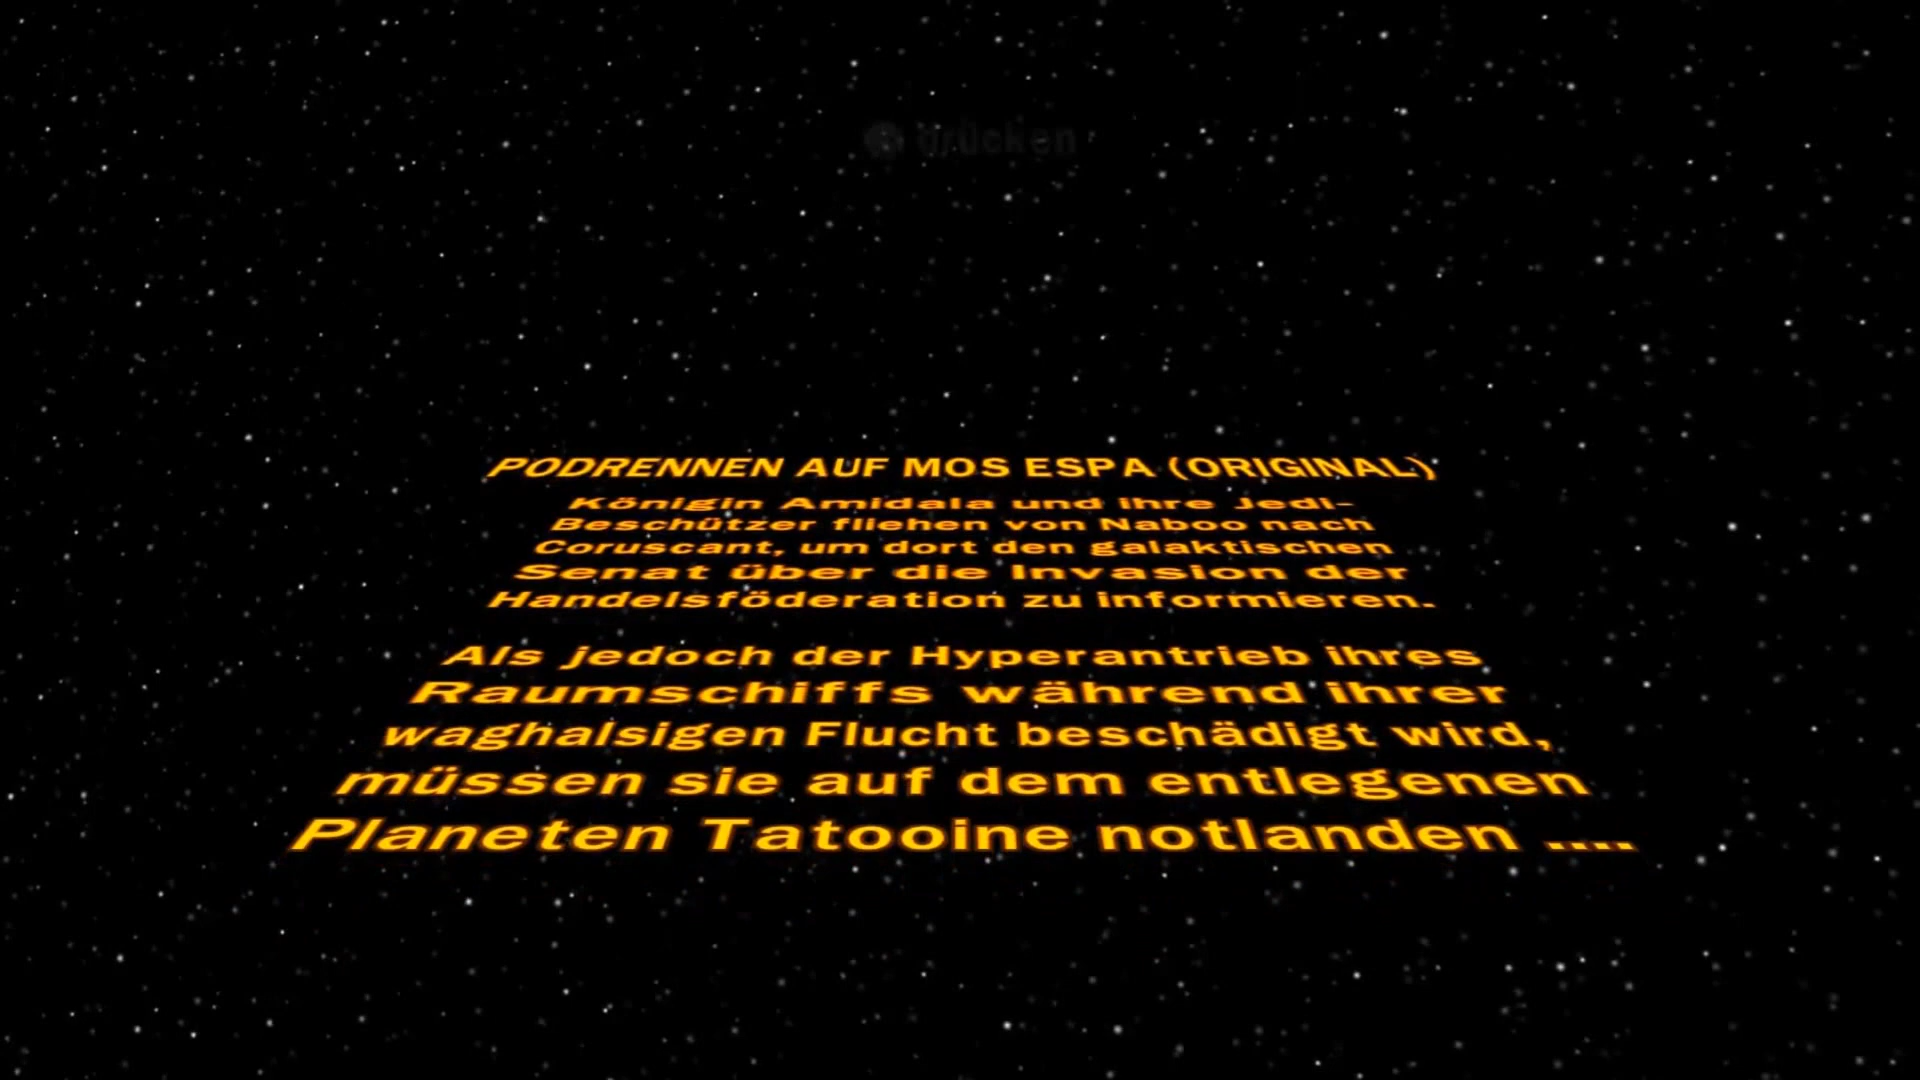 drücken
PODRENNEN AUF MOS ESPA (ORIGINAL)
Königin Amidala und ihre Jedi-
Beschützer fliehen von Naboo nach
Coruscant, um dort den galaktischen
Senat über die Invasion der
Handelsföderation zu informieren.
Als jedoch der Hyperantrieb ihres
Raumschiffs während ihrer
waghalsigen Flucht beschädigt wird,
müssen sie auf dem entlegenen
Planeten Tatooine notlanden ....